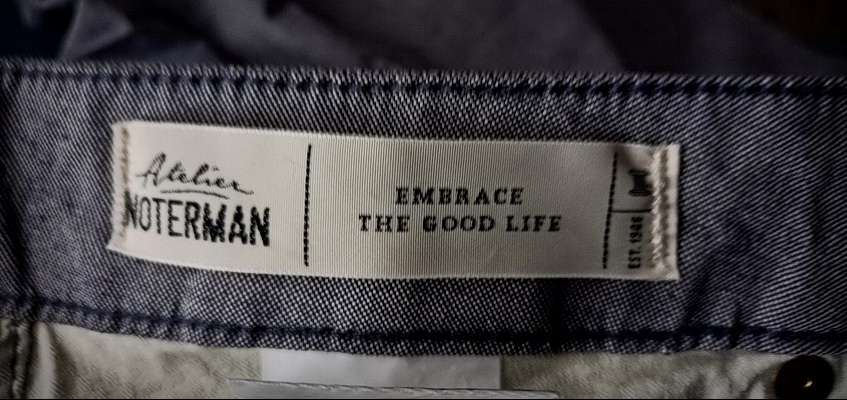 Atelier
NOTERMAN
EMBRACE
THE GOOD LIFE
EST. 1946